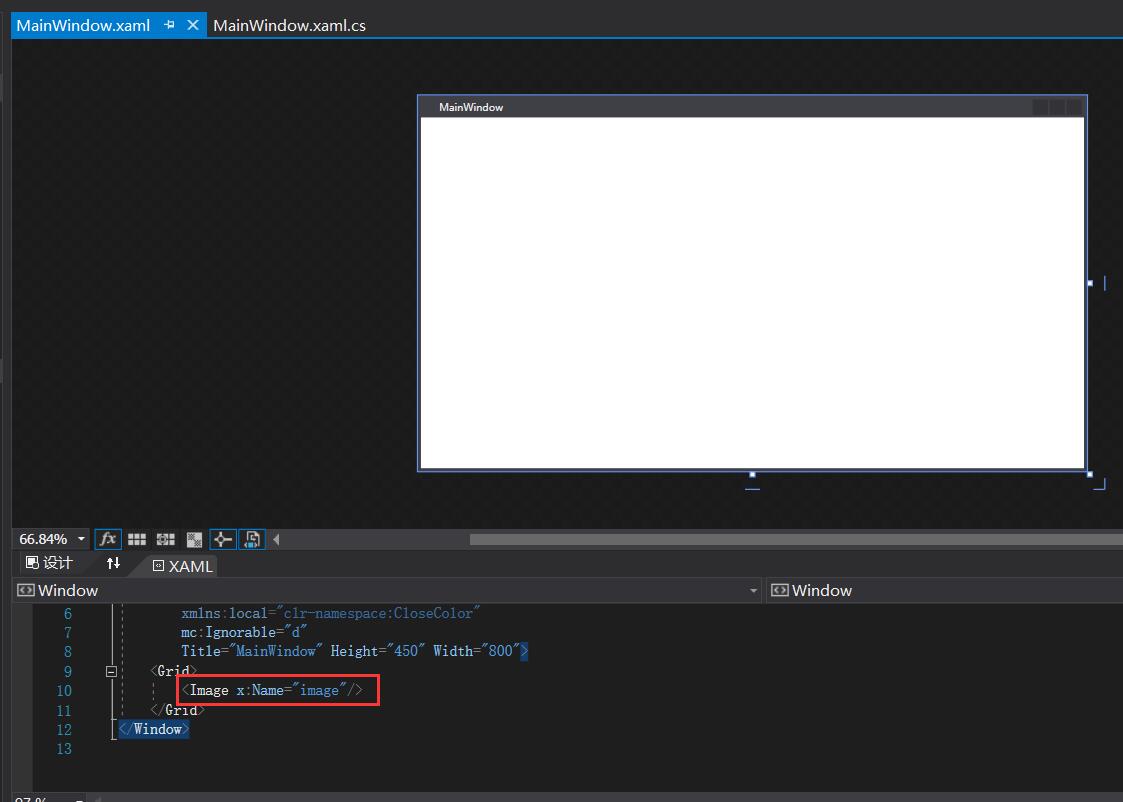 MainWindow.xaml MainWindow.xaml.cs
MainWindow
66.84% fx
设计 XAML
Window Window
6 xmlns:local="clr-namespace:CloseColor"
7 mc:Ignorable="d"
8 Title="MainWindow" Height="450" Width="800">
9 <Grid>
10 <Image x:Name="image"/>
11 </Grid>
12 </Window>
13